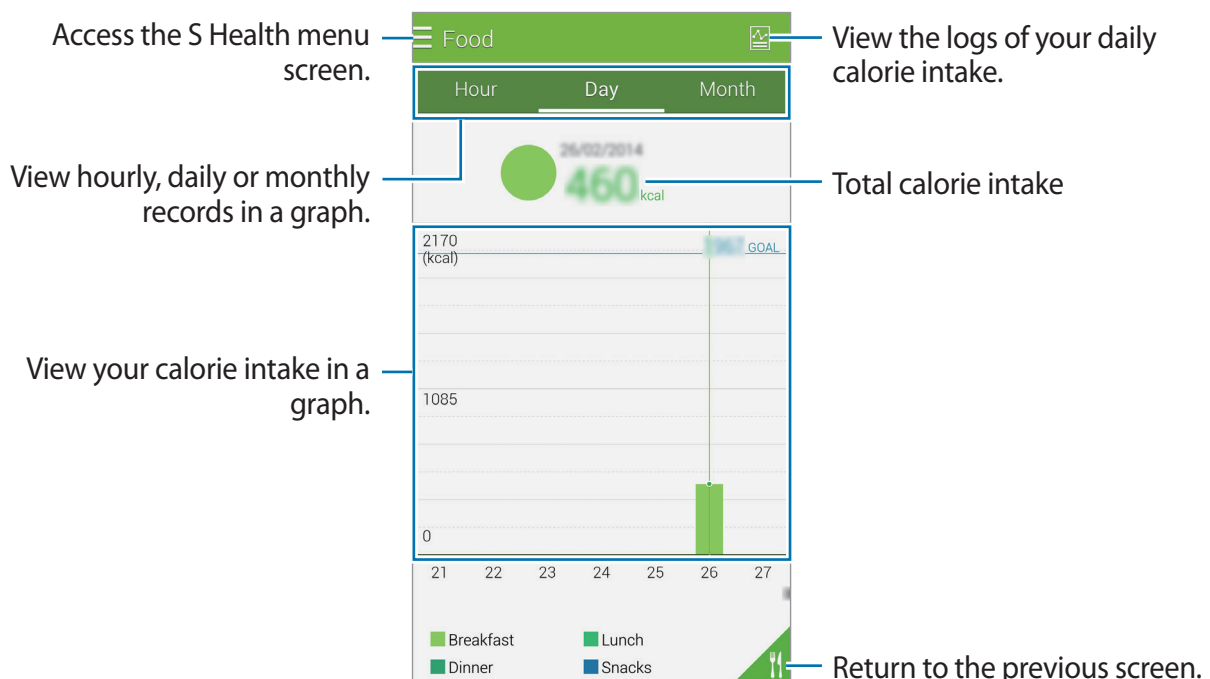 Access the S Health menu
screen.
Food
View the logs of your daily
calorie intake.
Hour Day Month
View hourly, daily or monthly
records in a graph.
26/02/2014
460 kcal
Total calorie intake
2170
(kcal)
1967 GOAL
View your calorie intake in a
graph.
1085
0
21 22 23 24 25 26 27
Breakfast Lunch
Dinner Snacks
Return to the previous screen.